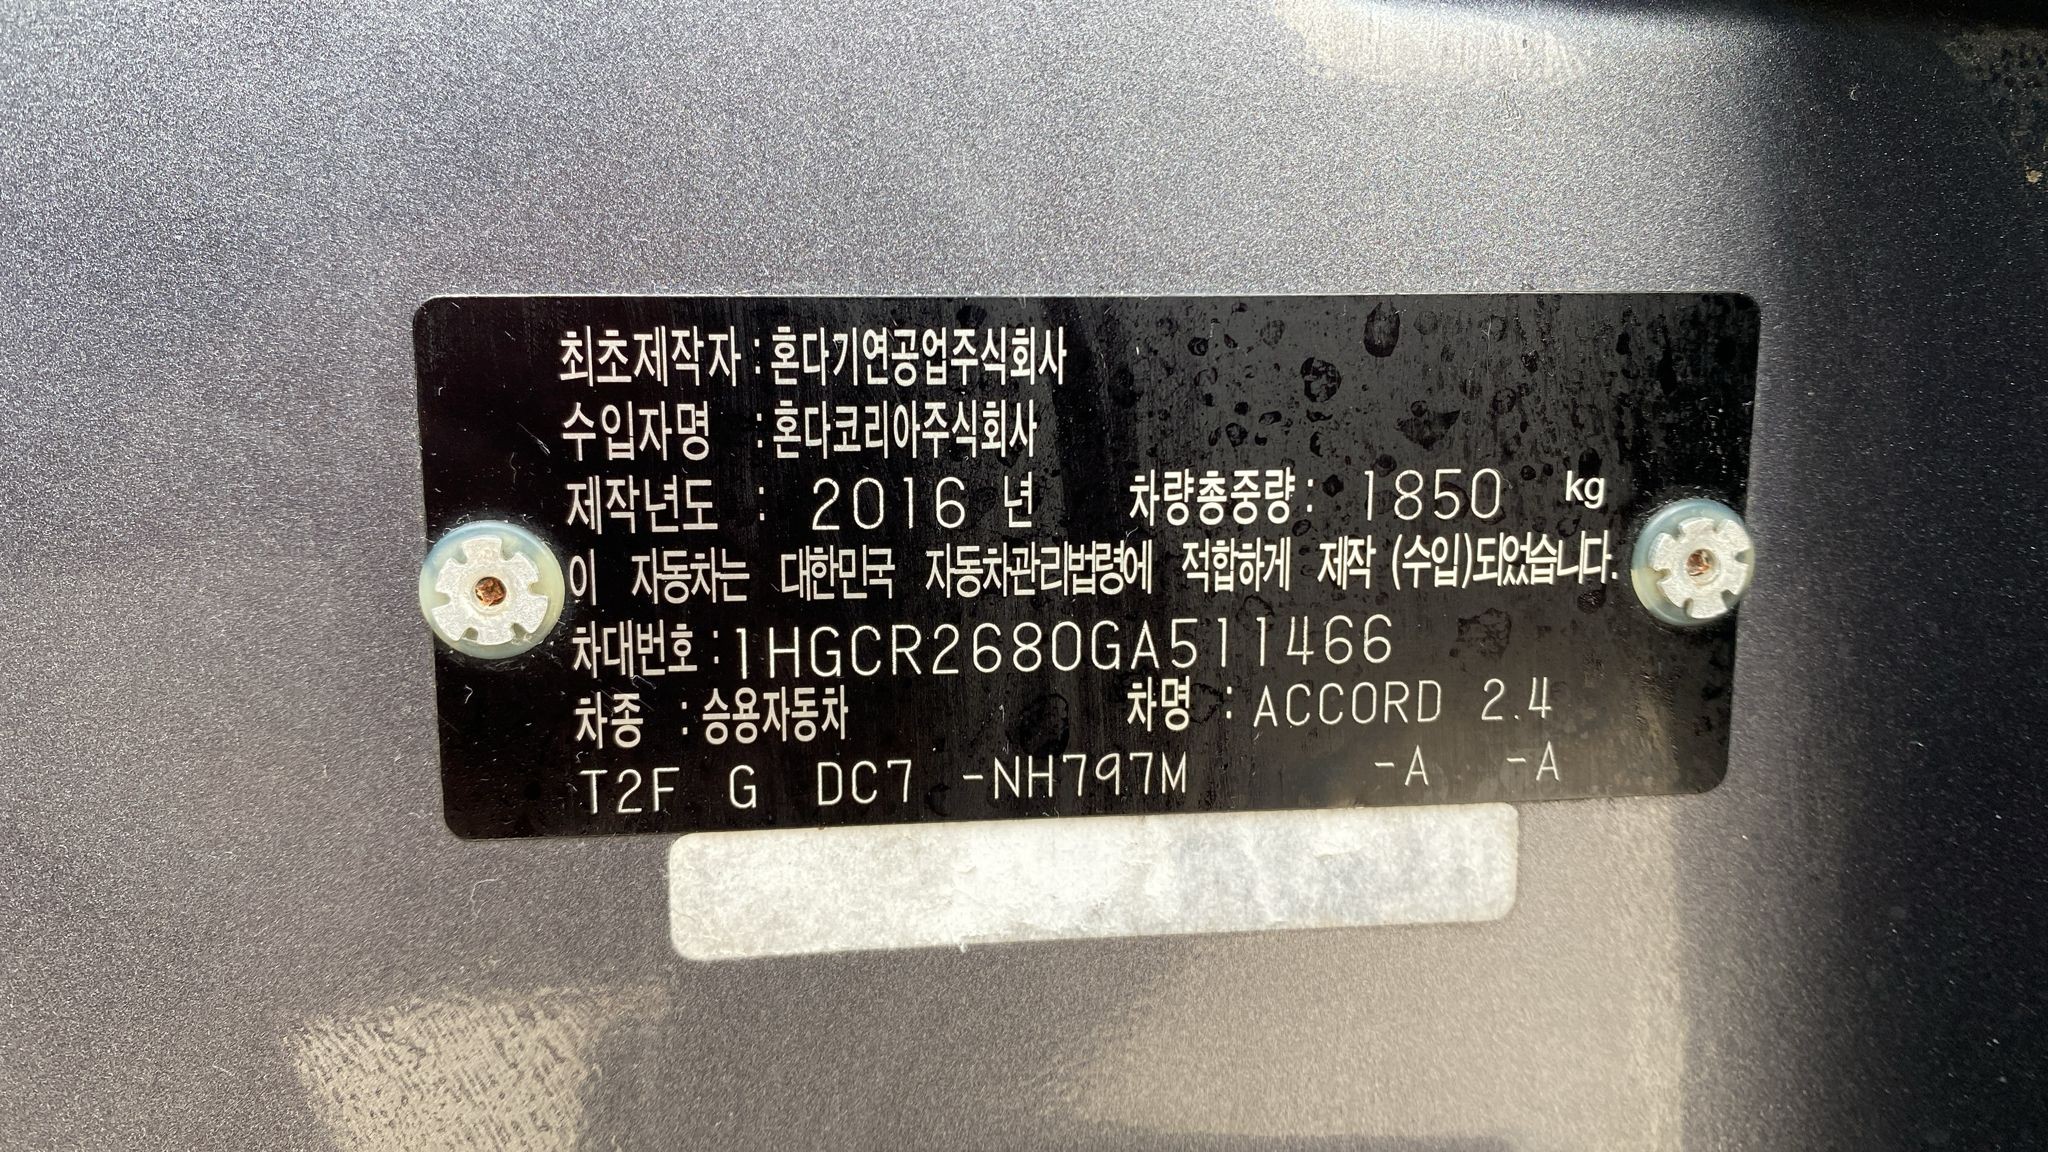 최초제작자 : 혼다기연공업주식회사
수입자명 : 혼다코리아주식회사
제작년도 : 2016 년 차량총중량 : 1850 kg
이 자동차는 대한민국 자동차관리법령에 적합하게 제작 (수입)되었습니다.
차대번호 : 1HGCR2680GA511466
차종 : 승용자동차 차명 : ACCORD 2.4
T2F G DC7 -NH797M -A -A